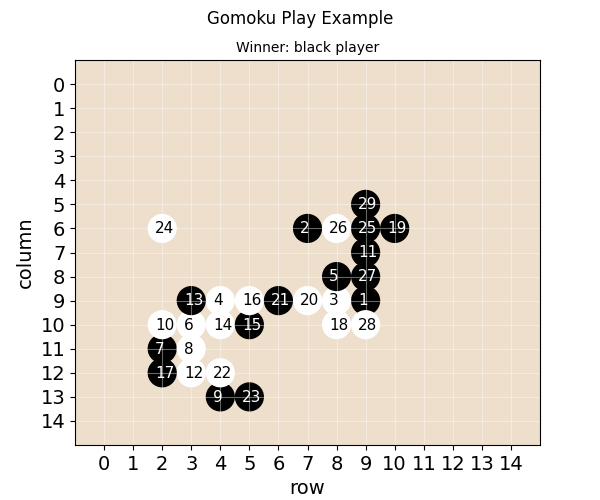 Gomoku Play Example
Winner: black player
column
0
1
2
3
4
5 29
6 24 2 26 25 19
7 11
8 5 27
9 13 4 16 21 20 3 1
10 10 6 14 15 18 28
11 7 8
12 17 12 22
13 9 23
14
0 1 2 3 4 5 6 7 8 9 10 11 12 13 14
row